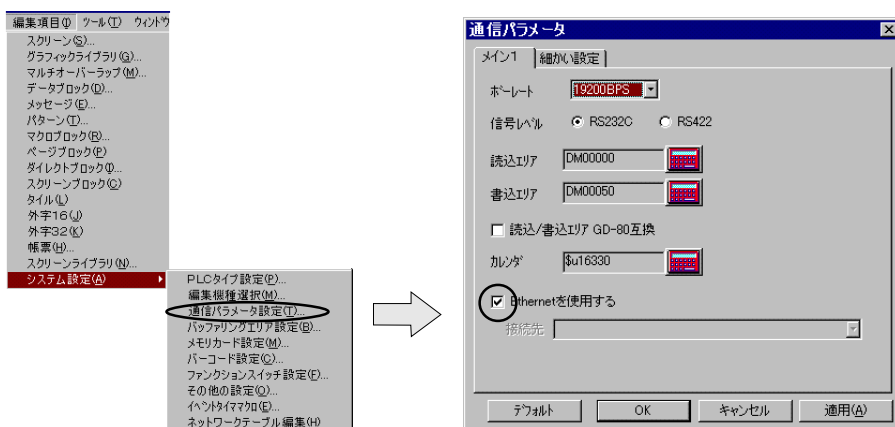 編集項目(I) ツール(T) ウィンドウ
スクリーン(S)...
グラフィックライブラリ(G)...
マルチオーバーラップ(M)...
データブロック(D)...
メッセージ(E)...
パターン(T)...
マクロブロック(R)...
ページブロック(P)
ダイレクトブロック(I)...
スクリーンブロック(C)
タイル(L)
外字16(J)
外字32(K)
帳票(H)...
スクリーンライブラリ(N)...
システム設定(A)
PLCタイプ設定(P)...
編集機種選択(M)...
通信パラメータ設定(T)...
バッファリングエリア設定(B)...
メモリカード設定(M)...
バーコード設定(C)...
ファンクションスイッチ設定(F)...
その他の設定(O)...
イベントタイママクロ(E)...
ネットワークテーブル編集(H)
通信パラメータ
メイン1 細かい設定
ボーレート 19200BPS
信号レベル RS232C RS422
読込エリア DM00000
書込エリア DM00050
読込/書込エリア GD-80互換
カレンダ $u16330
Ethernetを使用する
接続先
デフォルト OK キャンセル 適用(A)